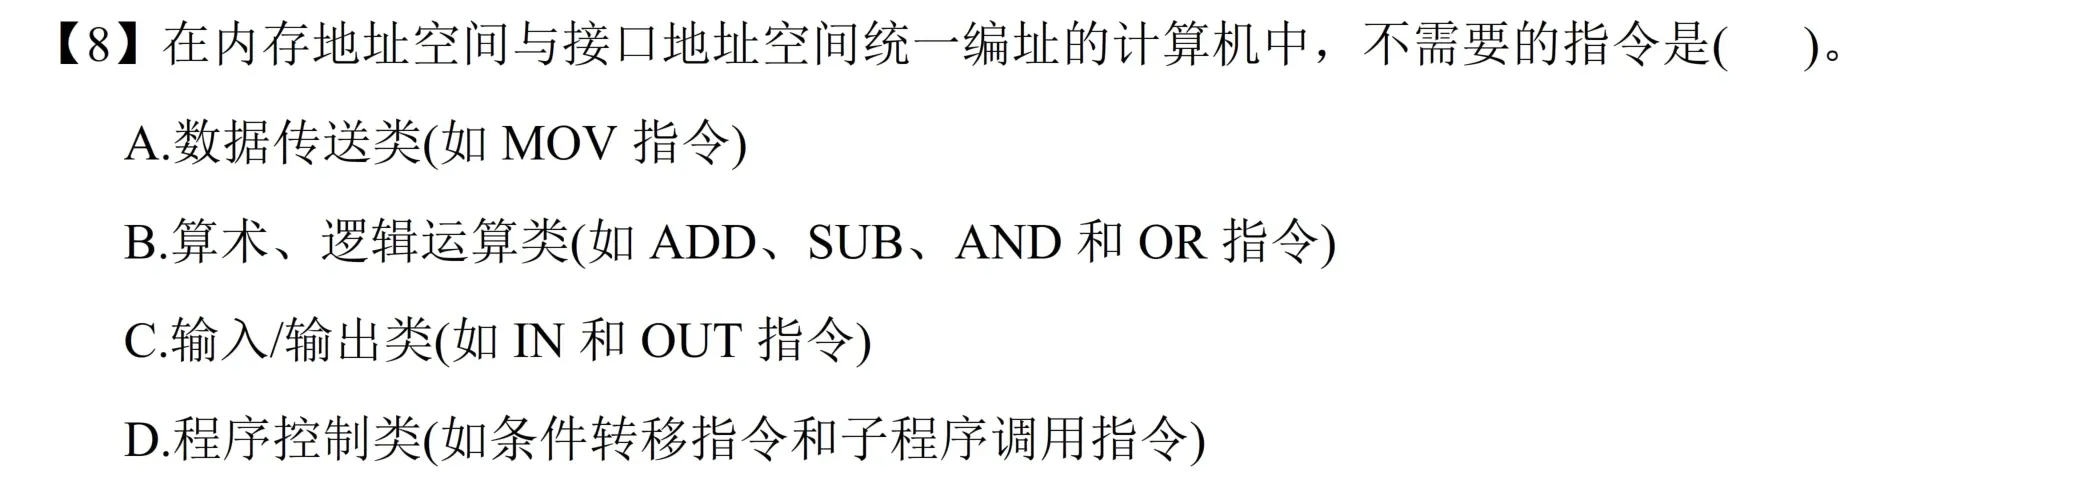 【8】在内存地址空间与接口地址空间统一编址的计算机中，不需要的指令是(　)。
A.数据传送类(如 MOV 指令)
B.算术、逻辑运算类(如 ADD、SUB、AND 和 OR 指令)
C.输入/输出类(如 IN 和 OUT 指令)
D.程序控制类(如条件转移指令和子程序调用指令)